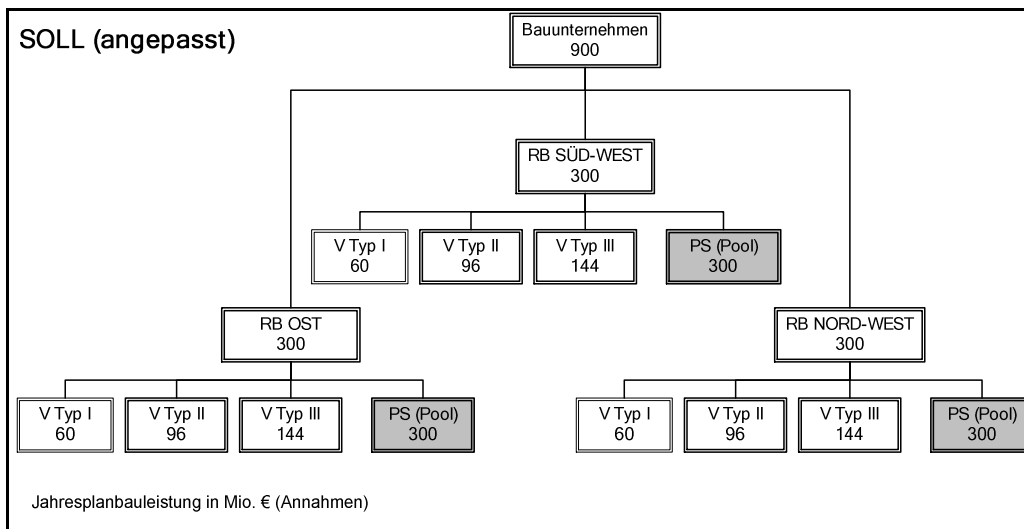 SOLL (angepasst)
Bauunternehmen
900
RB SÜD-WEST
300
V Typ I
60
V Typ II
96
V Typ III
144
PS (Pool)
300
RB OST
300
RB NORD-WEST
300
V Typ I
60
V Typ II
96
V Typ III
144
PS (Pool)
300
V Typ I
60
V Typ II
96
V Typ III
144
PS (Pool)
300
Jahresplanbauleistung in Mio. € (Annahmen)